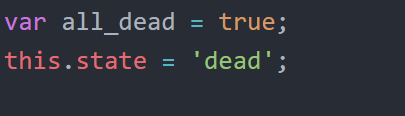 var all_dead = true;
this.state = 'dead';